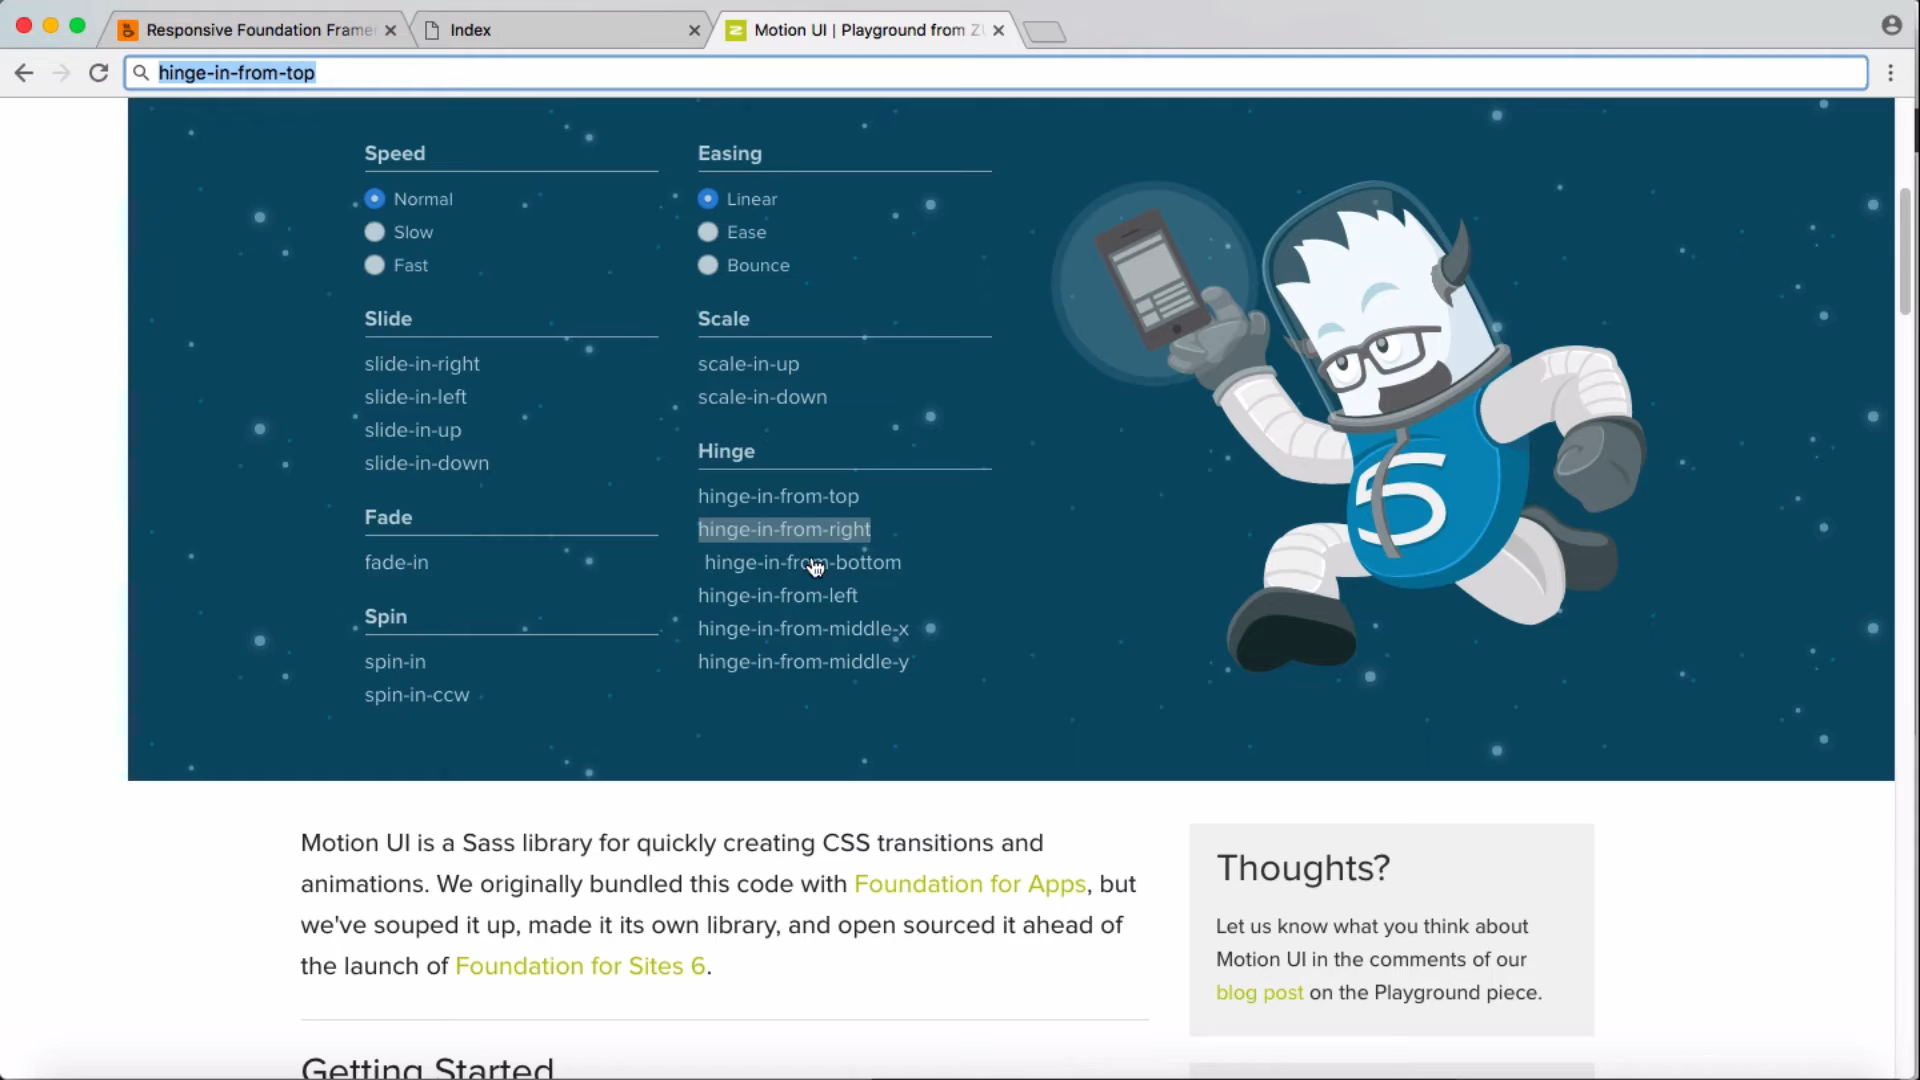 Responsive Foundation Frame
Index
Motion UI | Playground from ZU
hinge-in-from-top
Speed
Normal
Slow
Fast
Slide
slide-in-right
slide-in-left
slide-in-up
slide-in-down
Fade
fade-in
Spin
spin-in
spin-in-ccw
Easing
Linear
Ease
Bounce
Scale
scale-in-up
scale-in-down
Hinge
hinge-in-from-top
hinge-in-from-right
hinge-in-from-bottom
hinge-in-from-left
hinge-in-from-middle-x
hinge-in-from-middle-y
5
Motion UI is a Sass library for quickly creating CSS transitions and
animations. We originally bundled this code with Foundation for Apps, but
we've souped it up, made it its own library, and open sourced it ahead of
the launch of Foundation for Sites 6.
Getting Started
Thoughts?
Let us know what you think about
Motion UI in the comments of our
blog post on the Playground piece.